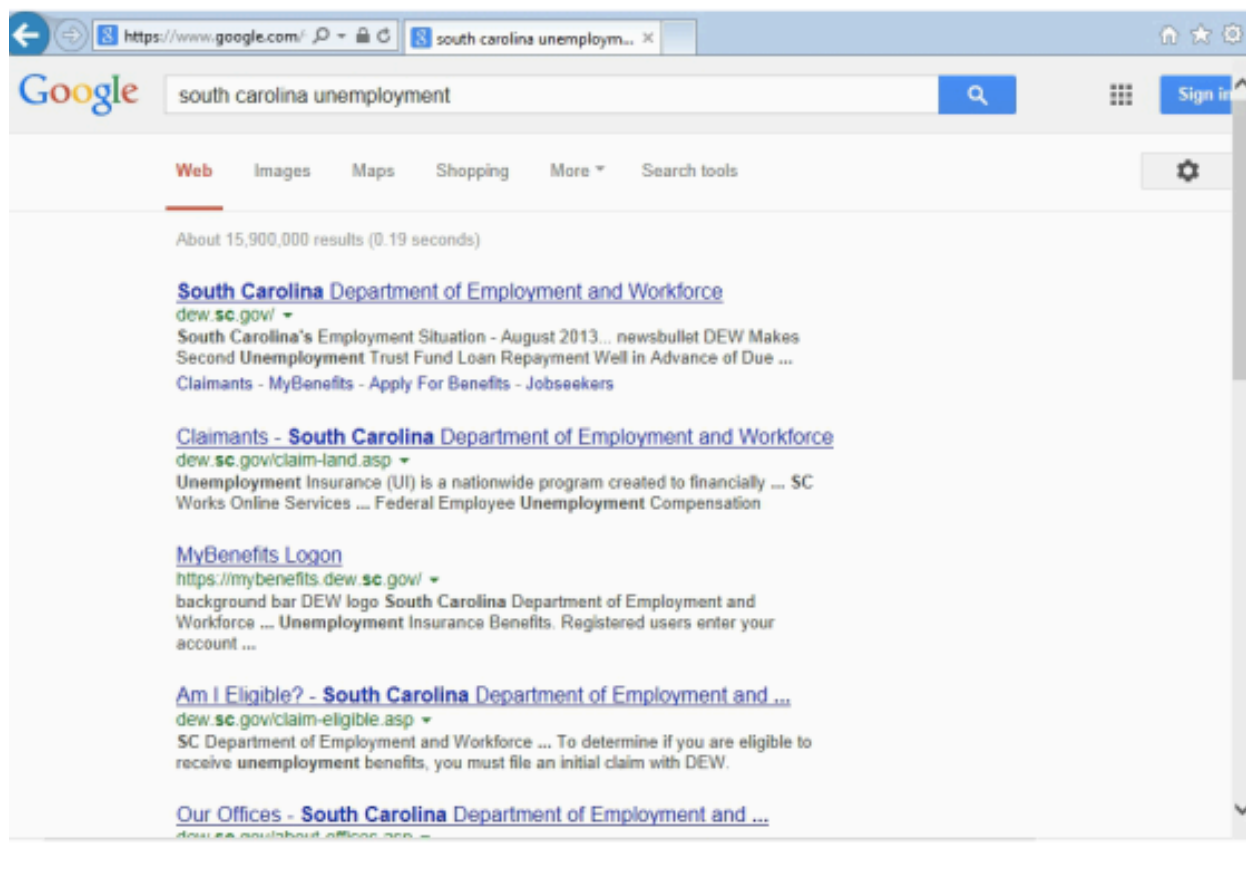 https://www.google.com/
south carolina unemploym...
Google
south carolina unemployment
Sign in
Web Images Maps Shopping More Search tools
About 15,900,000 results (0.19 seconds)
South Carolina Department of Employment and Workforce
dew.sc.gov/
South Carolina's Employment Situation - August 2013... newsbullet DEW Makes
Second Unemployment Trust Fund Loan Repayment Well in Advance of Due ...
Claimants - MyBenefits - Apply For Benefits - Jobseekers
Claimants - South Carolina Department of Employment and Workforce
dew.sc.gov/claim-land.asp
Unemployment Insurance (UI) is a nationwide program created to financially ... SC
Works Online Services ... Federal Employee Unemployment Compensation
MyBenefits Logon
https://mybenefits.dew.sc.gov/
background bar DEW logo South Carolina Department of Employment and
Workforce ... Unemployment Insurance Benefits. Registered users enter your
account ...
Am I Eligible? - South Carolina Department of Employment and ...
dew.sc.gov/claim-eligible.asp
SC Department of Employment and Workforce ... To determine if you are eligible to
receive unemployment benefits, you must file an initial claim with DEW.
Our Offices - South Carolina Department of Employment and ...
dew.sc.gov/about-offices.asp